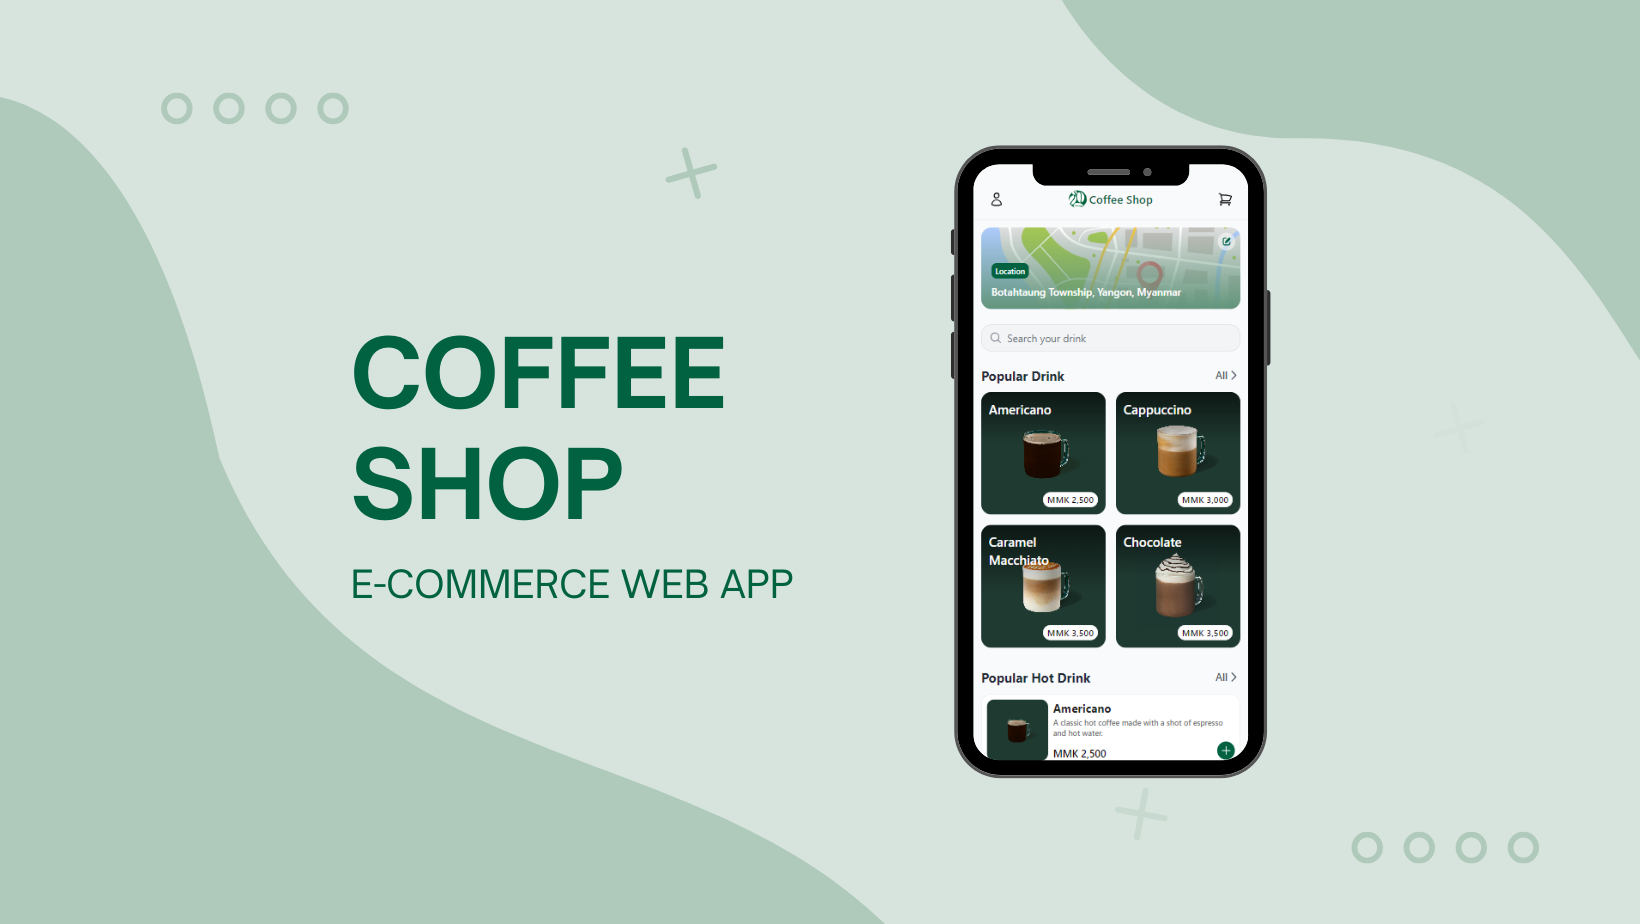 COFFEE
SHOP
E-COMMERCE WEB APP
Coffee Shop
Location
Botahtaung Township, Yangon, Myanmar
Search your drink
Popular Drink
All
Americano
MMK 2,500
Cappuccino
MMK 3,000
Caramel
Macchiato
MMK 3,500
Chocolate
MMK 3,500
Popular Hot Drink
All
Americano
A classic hot coffee made with a shot of espresso
and hot water.
MMK 2,500